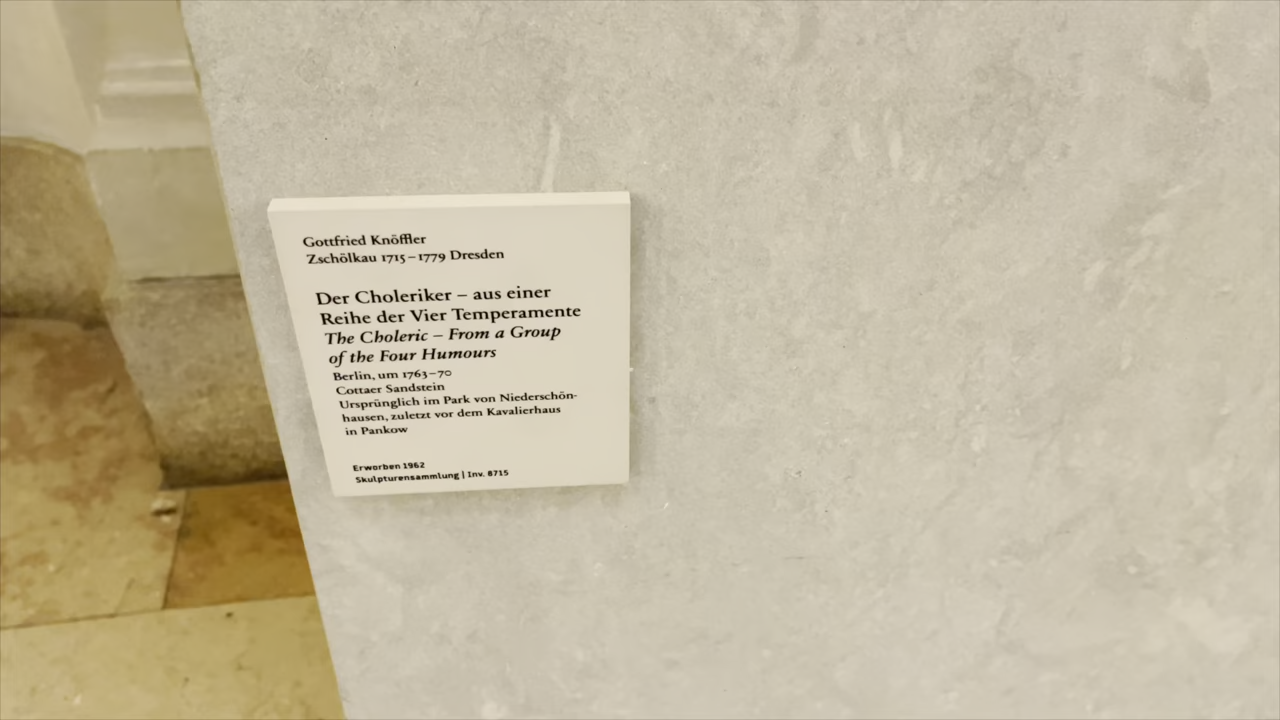 Gottfried Knöffler
Zschölkau 1715–1779 Dresden
Der Choleriker – aus einer
Reihe der Vier Temperamente
The Choleric – From a Group
of the Four Humours
Berlin, um 1763–70
Cottaer Sandstein
Ursprünglich im Park von Niederschön-
hausen, zuletzt vor dem Kavalierhaus
in Pankow
Erworben 1962
Skulpturensammlung | Inv. 8715